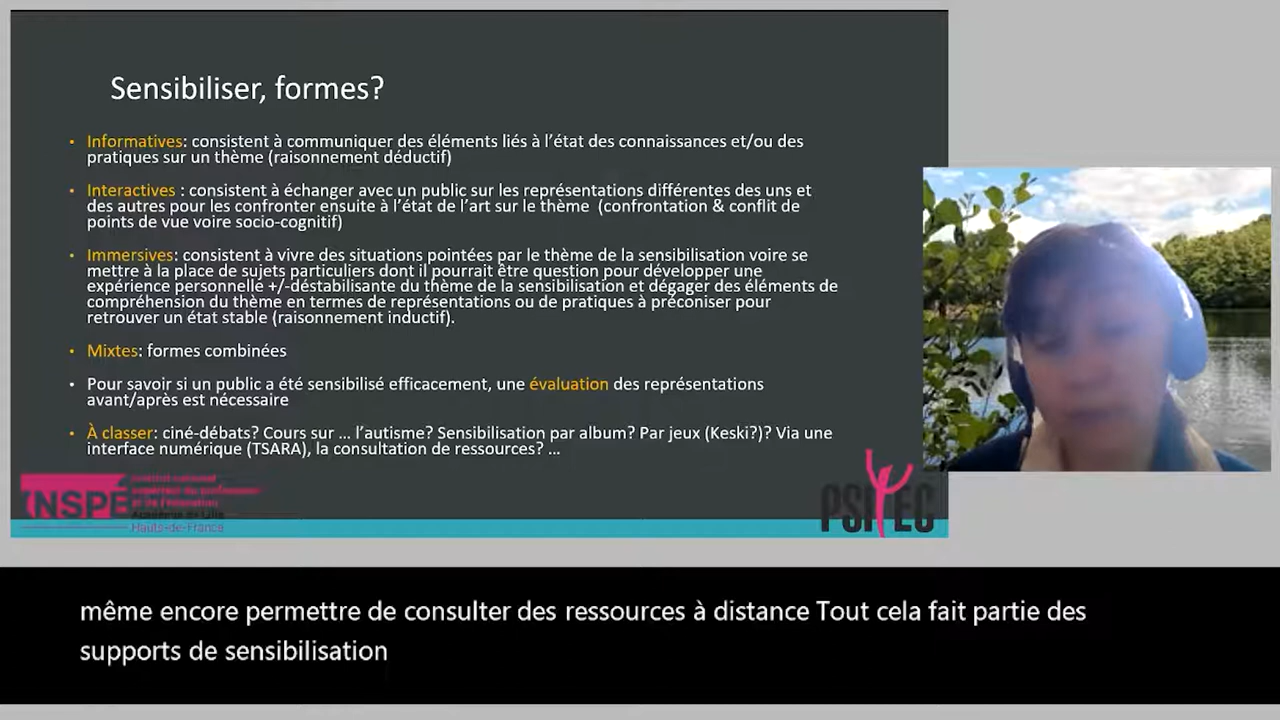 Sensibiliser, formes?
• Informatives: consistent à communiquer des éléments liés à l'état des connaissances et/ou des
pratiques sur un thème (raisonnement déductif)
• Interactives : consistent à échanger avec un public sur les représentations différentes des uns et
des autres pour les confronter ensuite à l'état de l'art sur le thème (confrontation & conflit de
points de vue voire socio-cognitif)
• Immersives: consistent à vivre des situations pointées par le thème de la sensibilisation voire se
mettre à la place de sujets particuliers dont il pourrait être question pour développer une
expérience personnelle +/-déstabilisante du thème de la sensibilisation et dégager des éléments de
compréhension du thème en termes de représentations ou de pratiques à préconiser pour
retrouver un état stable (raisonnement inductif).
• Mixtes: formes combinées
• Pour savoir si un public a été sensibilisé efficacement, une évaluation des représentations
avant/après est nécessaire
• À classer: ciné-débats? Cours sur ... l'autisme? Sensibilisation par album? Par jeux (Keski?)? Via une
interface numérique (TSARA), la consultation de ressources? ...
INSPÉ
Institut national
supérieur du professorat
et de l'éducation
Académie de Lille
Hauts-de-France
même encore permettre de consulter des ressources à distance Tout cela fait partie des
supports de sensibilisation